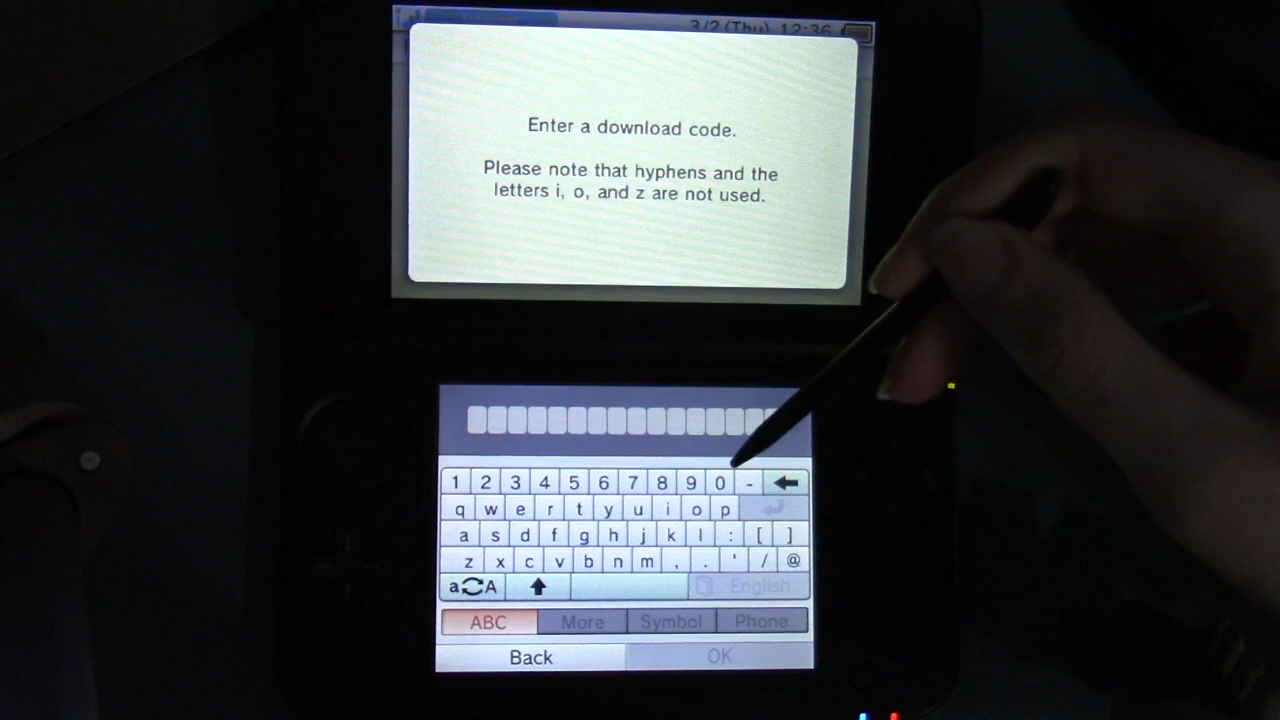 3/2 (Thu) 12:36
Enter a download code.
Please note that hyphens and the
letters i, o, and z are not used.
1 2 3 4 5 6 7 8 9 0 -
q w e r t y u i o p
a s d f g h j k l : [ ]
z x c v b n m , . ' / @
a A English
ABC More Symbol Phone
Back OK